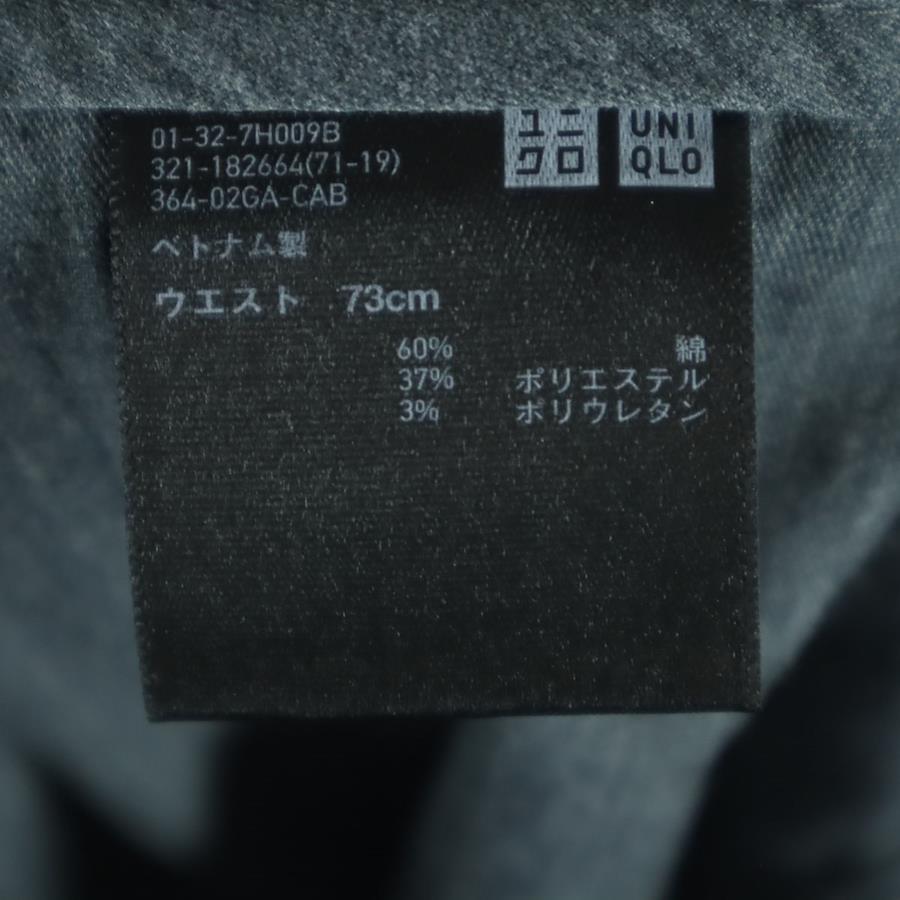 01-32-7H009B
321-182664(71-19)
364-02GA-CAB
ユニ
クロ
UNI
QLO
ベトナム製
ウエスト 73cm
60% 綿
37% ポリエステル
3% ポリウレタン